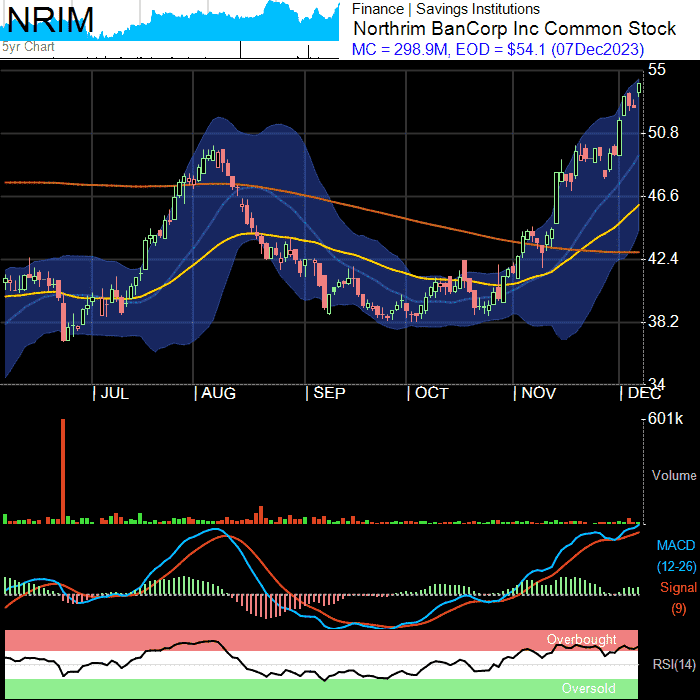 NRIM
5yr Chart
Finance | Savings Institutions
Northrim BanCorp Inc Common Stock
MC = 298.9M, EOD = $54.1 (07Dec2023)
55
50.8
46.6
42.4
38.2
34
| JUL | AUG | SEP | OCT | NOV | DEC
601k
Volume
MACD
(12-26)
Signal
(9)
Overbought
RSI(14)
Oversold